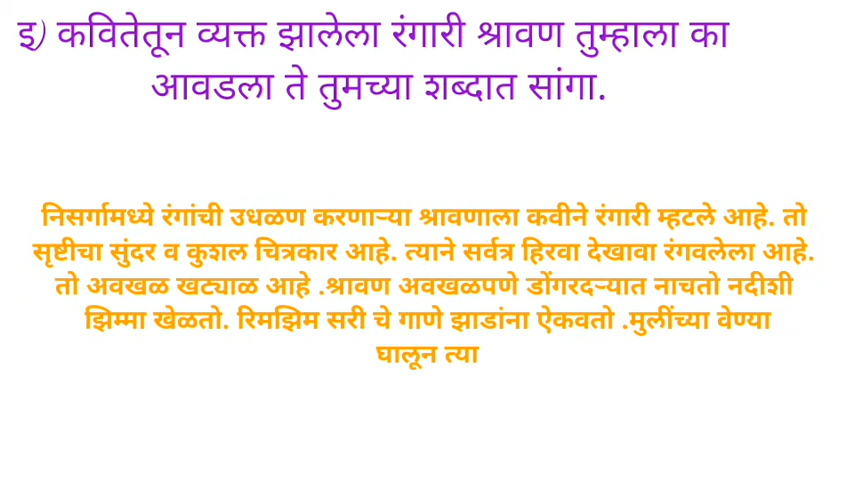 इ) कवितेतून व्यक्त झालेला रंगारी श्रावण तुम्हाला का
आवडला ते तुमच्या शब्दात सांगा.
निसर्गामध्ये रंगांची उधळण करणाऱ्या श्रावणाला कवीने रंगारी म्हटले आहे. तो
सृष्टीचा सुंदर व कुशल चित्रकार आहे. त्याने सर्वत्र हिरवा देखावा रंगवलेला आहे.
तो अवखळ खट्याळ आहे .श्रावण अवखळपणे डोंगरदऱ्यात नाचतो नदीशी
झिम्मा खेळतो. रिमझिम सरी चे गाणे झाडांना ऐकवतो .मुलींच्या वेण्या
घालून त्या